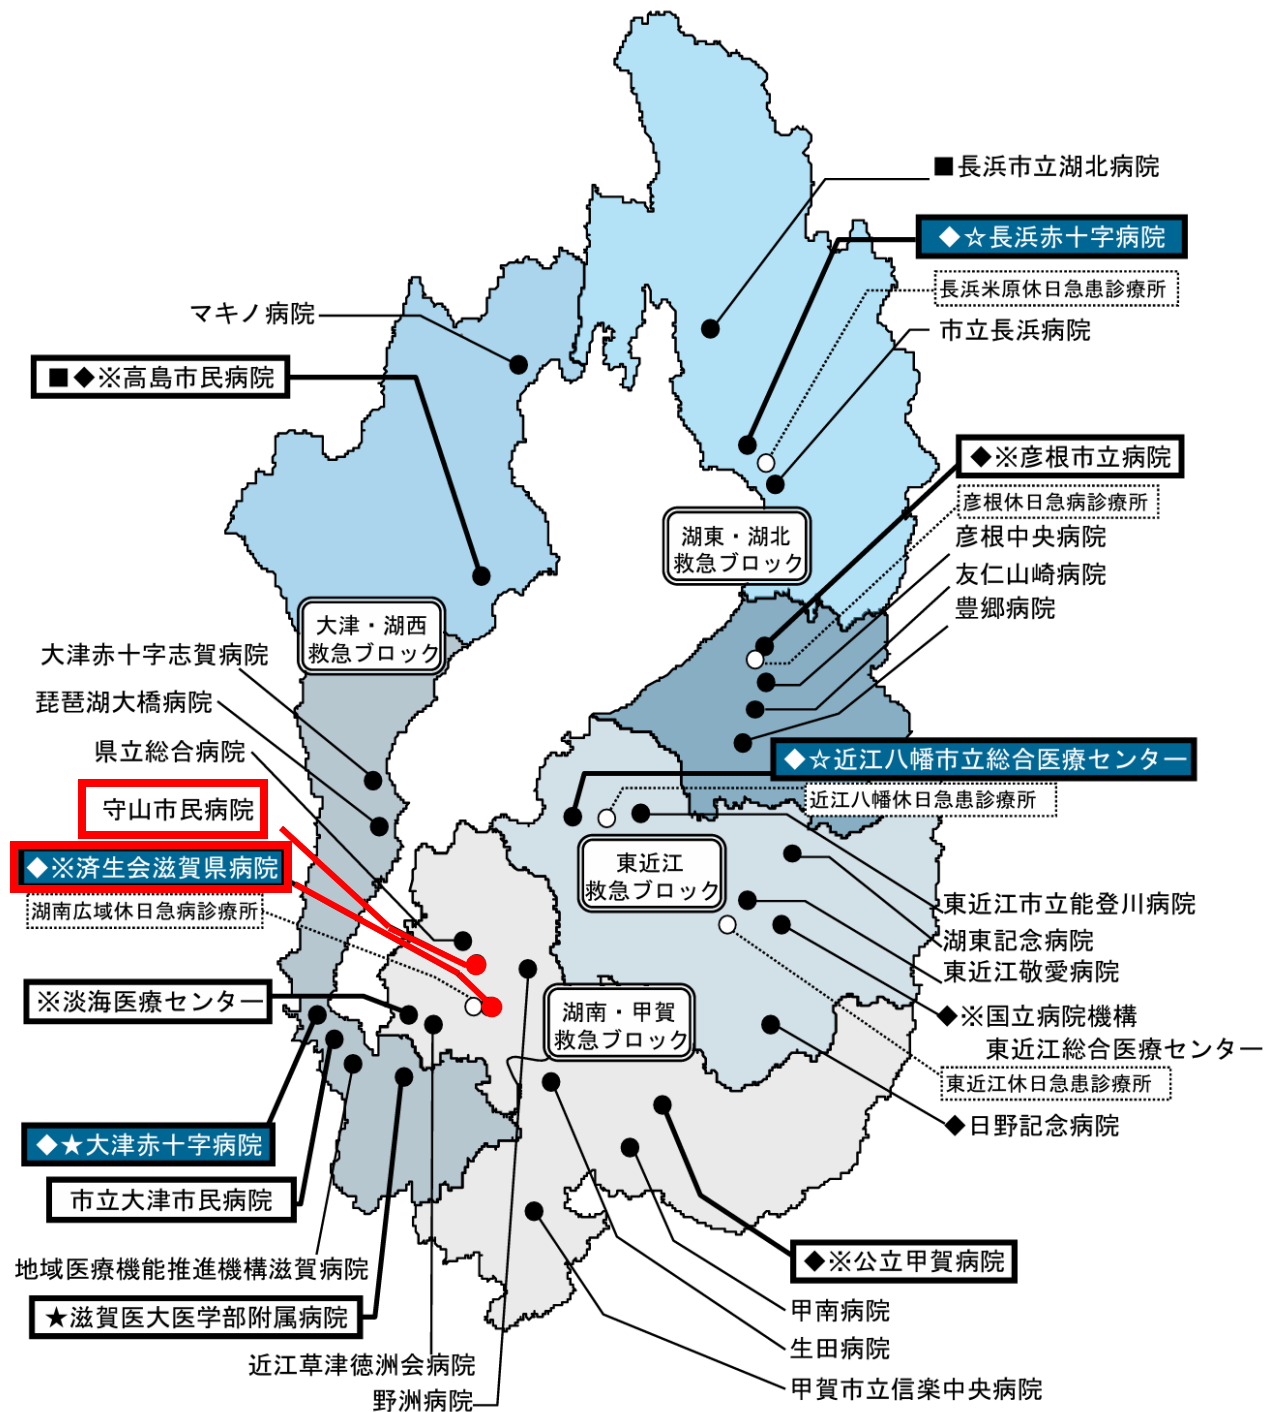 ■長浜市立湖北病院
◆☆長浜赤十字病院
長浜米原休日急患診療所
市立長浜病院
マキノ病院
■◆※高島市民病院
◆※彦根市立病院
彦根休日急病診療所
彦根中央病院
友仁山崎病院
豊郷病院
湖東・湖北
救急ブロック
大津・湖西
救急ブロック
大津赤十字志賀病院
琵琶湖大橋病院
県立総合病院
守山市民病院
◆※済生会滋賀県病院
湖南広域休日急病診療所
◆☆近江八幡市立総合医療センター
近江八幡休日急患診療所
東近江
救急ブロック
東近江市立能登川病院
湖東記念病院
東近江敬愛病院
◆※国立病院機構
東近江総合医療センター
東近江休日急患診療所
◆日野記念病院
※淡海医療センター
湖南・甲賀
救急ブロック
◆★大津赤十字病院
市立大津市民病院
地域医療機能推進機構滋賀病院
★滋賀医大医学部附属病院
近江草津徳洲会病院
野洲病院
◆※公立甲賀病院
甲南病院
生田病院
甲賀市立信楽中央病院